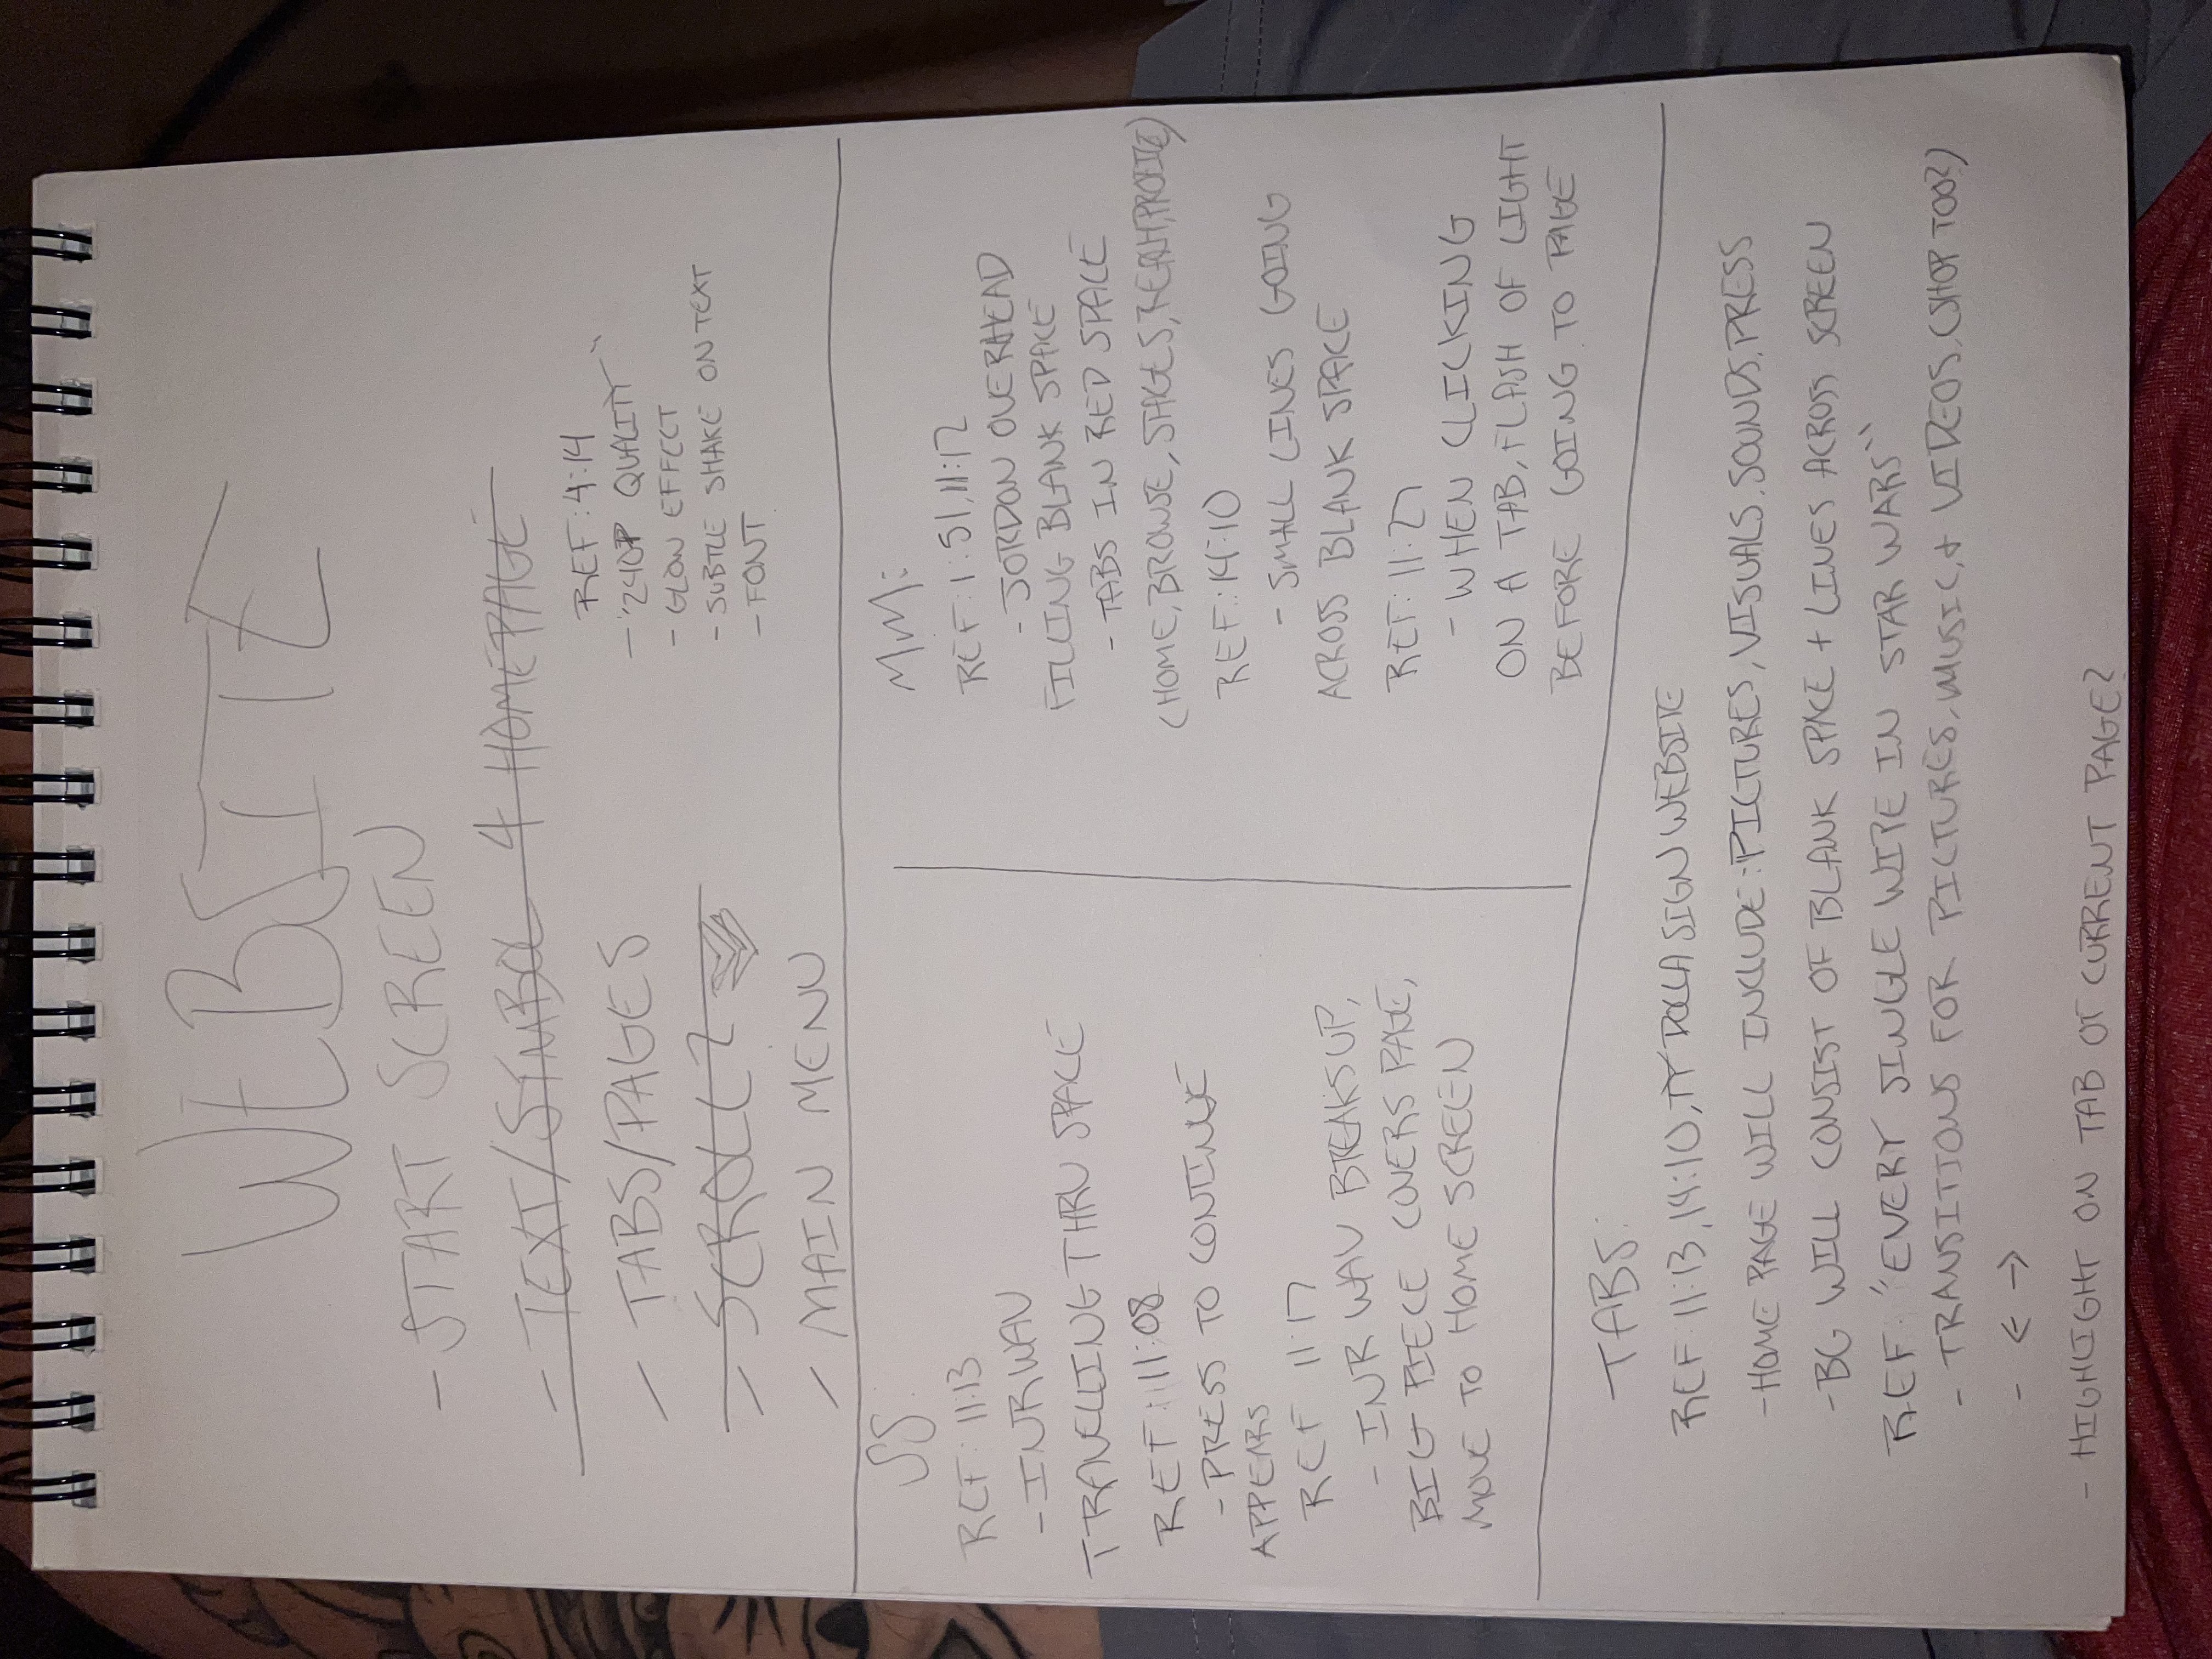 WEBSITE
- START SCREEN
- TEXT/SYMBOL 4 HOMEPAGE
- TABS/PAGES
- SCROLL?
- MAIN MENU
REF: 4:14
- "240P QUALITY"
- GLOW EFFECT
- SUBTLE SHAKE ON TEXT
- FONT
SS:
REF: 11:13
- INR WAV
TRAVELLING THRU SPACE
REF: 11:08
- PRESS TO CONTINUE
APPEARS
REF 11:17
- INR WAV BREAKS UP,
BIG PIECE COVERS PAGE,
MOVE TO HOME SCREEN
MM:
REF: 1:51, 11:12
- JORDON OVERHEAD
FILLING BLANK SPACE
- TABS IN RED SPACE
(HOME, BROWSE, STAGES, PROFILE)
REF: 14:10
- SMALL LINES GOING
ACROSS BLANK SPACE
REF: 11:27
- WHEN CLICKING
ON A TAB, FLASH OF LIGHT
BEFORE GOING TO PAGE
TABS:
REF: 11:13, 14:10, TY DOLLA SIGN WEBSITE
- HOME PAGE WILL INCLUDE: PICTURES, VISUALS, SOUNDS, PRESS
- BG WILL CONSIST OF BLANK SPACE + LINES ACROSS SCREEN
REF: "EVERY SINGLE WIPE IN STAR WARS"
- TRANSITIONS FOR PICTURES, MUSIC, & VIDEOS, (SHOP TOO?)
- ← →
- HIGHLIGHT ON TAB OF CURRENT PAGE?